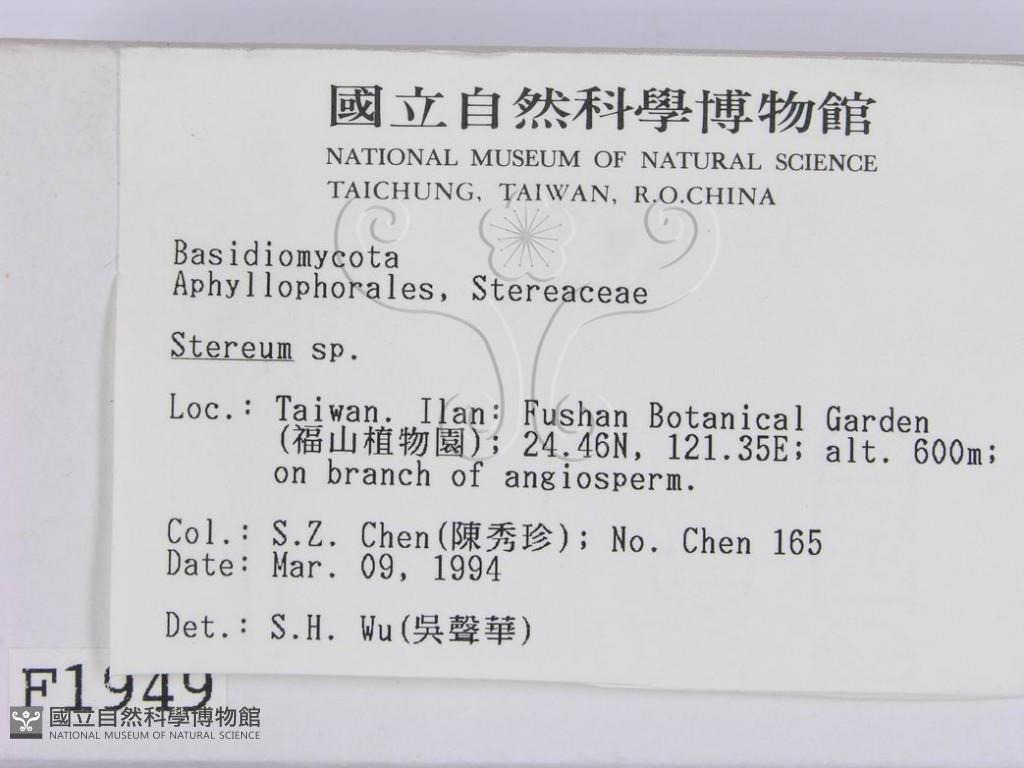 國立自然科學博物館
NATIONAL MUSEUM OF NATURAL SCIENCE
TAICHUNG, TAIWAN, R.O.CHINA
Basidiomycota
Aphyllophorales, Stereaceae
Stereum sp.
Loc.: Taiwan. Ilan: Fushan Botanical Garden
(福山植物園); 24.46N, 121.35E; alt. 600m;
on branch of angiosperm.
Col.: S.Z. Chen(陳秀珍); No. Chen 165
Date: Mar. 09, 1994
Det.: S.H. Wu(吳聲華)
F1949
國立自然科學博物館
NATIONAL MUSEUM OF NATURAL SCIENCE